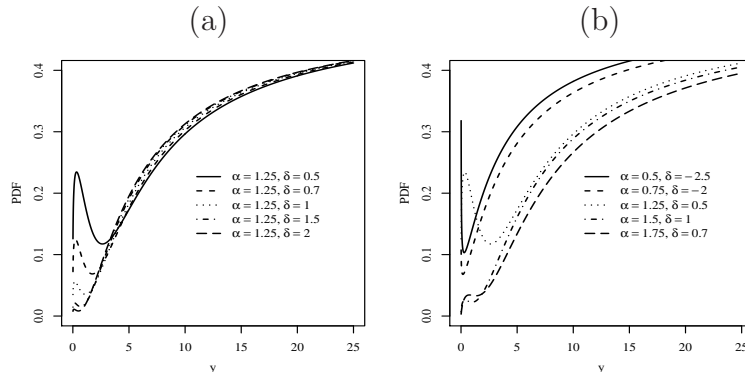 (a)
(b)
PDF
0.0 0.1 0.2 0.3 0.4
α = 1.25, δ = 0.5
α = 1.25, δ = 0.7
α = 1.25, δ = 1
α = 1.25, δ = 1.5
α = 1.25, δ = 2
0 5 10 15 20 25
y
PDF
0.0 0.1 0.2 0.3 0.4
α = 0.5, δ = −2.5
α = 0.75, δ = −2
α = 1.25, δ = 0.5
α = 1.5, δ = 1
α = 1.75, δ = 0.7
0 5 10 15 20 25
y